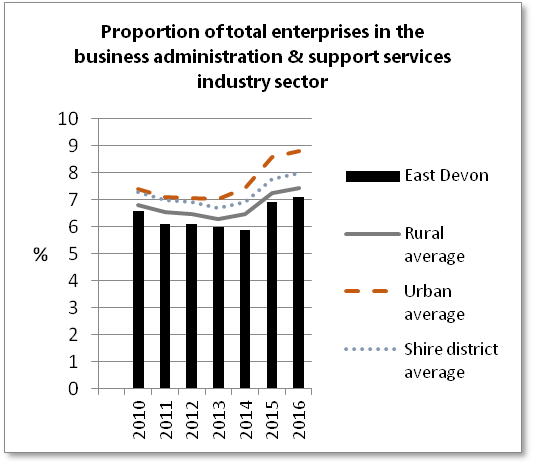 Proportion of total enterprises in the
business administration & support services
industry sector
10
9
8
7
6
5
4
3
2
1
0
%
2010
2011
2012
2013
2014
2015
2016
East Devon
Rural
average
Urban
average
Shire district
average